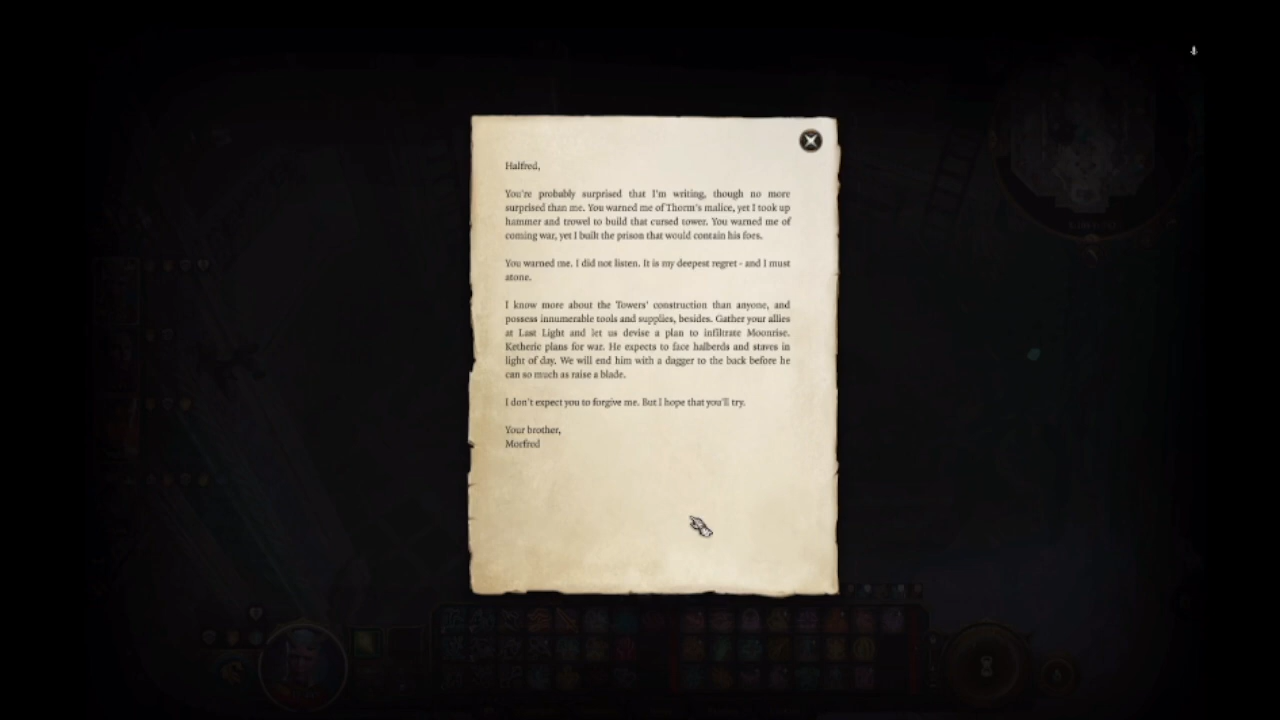 Halfred,
You're probably surprised that I'm writing, though no more
surprised than me. You warned me of Thorm's malice, yet I took up
hammer and trowel to build that cursed tower. You warned me of
coming war, yet I built the prison that would contain his foes.
You warned me. I did not listen. It is my deepest regret - and I must
atone.
I know more about the Towers' construction than anyone, and
possess innumerable tools and supplies, besides. Gather your allies
at Last Light and let us devise a plan to infiltrate Moonrise.
Ketheric plans for war. He expects to face halberds and staves in
light of day. We will end him with a dagger to the back before he
can so much as raise a blade.
I don't expect you to forgive me. But I hope that you'll try.
Your brother,
Morfred